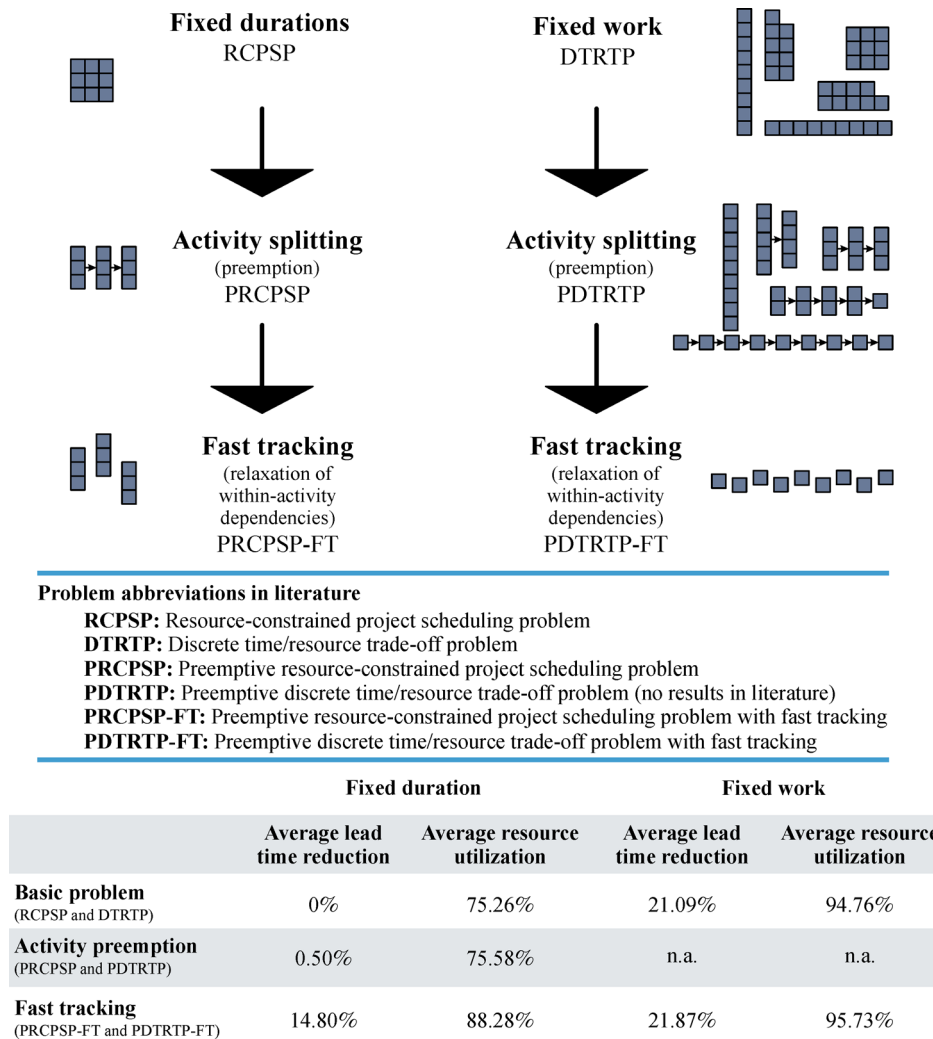 Fixed durations
RCPSP
Fixed work
DTRTP
Activity splitting
(preemption)
PRCPSP
Activity splitting
(preemption)
PDTRTP
Fast tracking
(relaxation of
within-activity
dependencies)
PRCPSP-FT
Fast tracking
(relaxation of
within-activity
dependencies)
PDTRTP-FT
Problem abbreviations in literature
RCPSP: Resource-constrained project scheduling problem
DTRTP: Discrete time/resource trade-off problem
PRCPSP: Preemptive resource-constrained project scheduling problem
PDTRTP: Preemptive discrete time/resource trade-off problem (no results in literature)
PRCPSP-FT: Preemptive resource-constrained project scheduling problem with fast tracking
PDTRTP-FT: Preemptive discrete time/resource trade-off problem with fast tracking
Fixed duration Fixed work
Average lead Average resource Average lead Average resource
time reduction utilization time reduction utilization
Basic problem
(RCPSP and DTRTP) 0% 75.26% 21.09% 94.76%
Activity preemption
(PRCPSP and PDTRTP) 0.50% 75.58% n.a. n.a.
Fast tracking
(PRCPSP-FT and PDTRTP-FT) 14.80% 88.28% 21.87% 95.73%